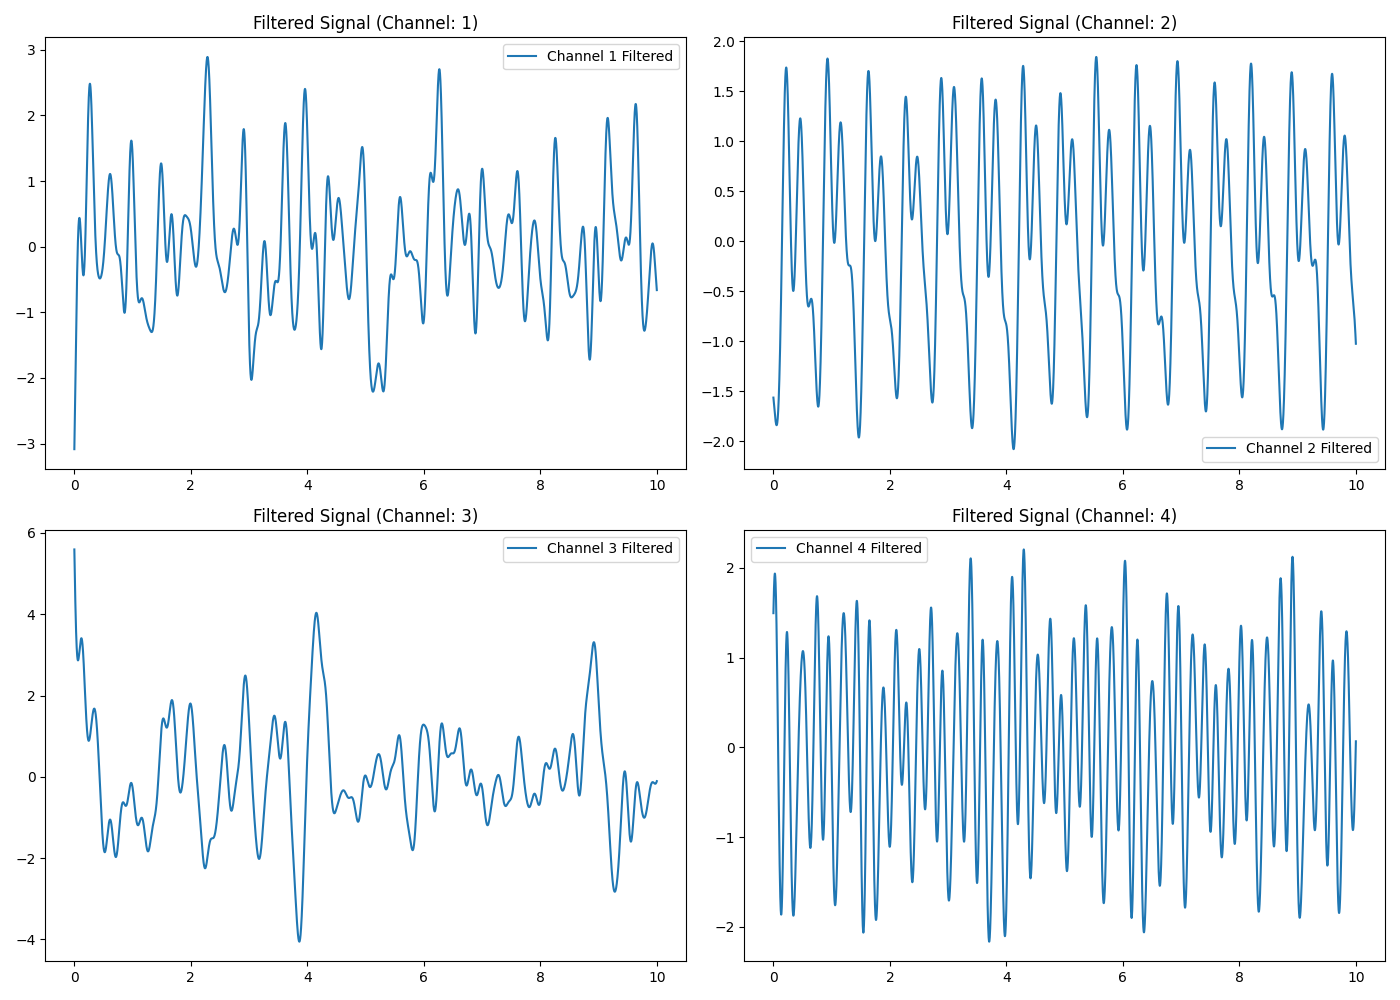 Filtered Signal (Channel: 1)
Channel 1 Filtered
3
2
1
0
−1
−2
−3
0 2 4 6 8 10
Filtered Signal (Channel: 2)
Channel 2 Filtered
2.0
1.5
1.0
0.5
0.0
−0.5
−1.0
−1.5
−2.0
0 2 4 6 8 10
Filtered Signal (Channel: 3)
Channel 3 Filtered
6
4
2
0
−2
−4
0 2 4 6 8 10
Filtered Signal (Channel: 4)
Channel 4 Filtered
2
1
0
−1
−2
0 2 4 6 8 10